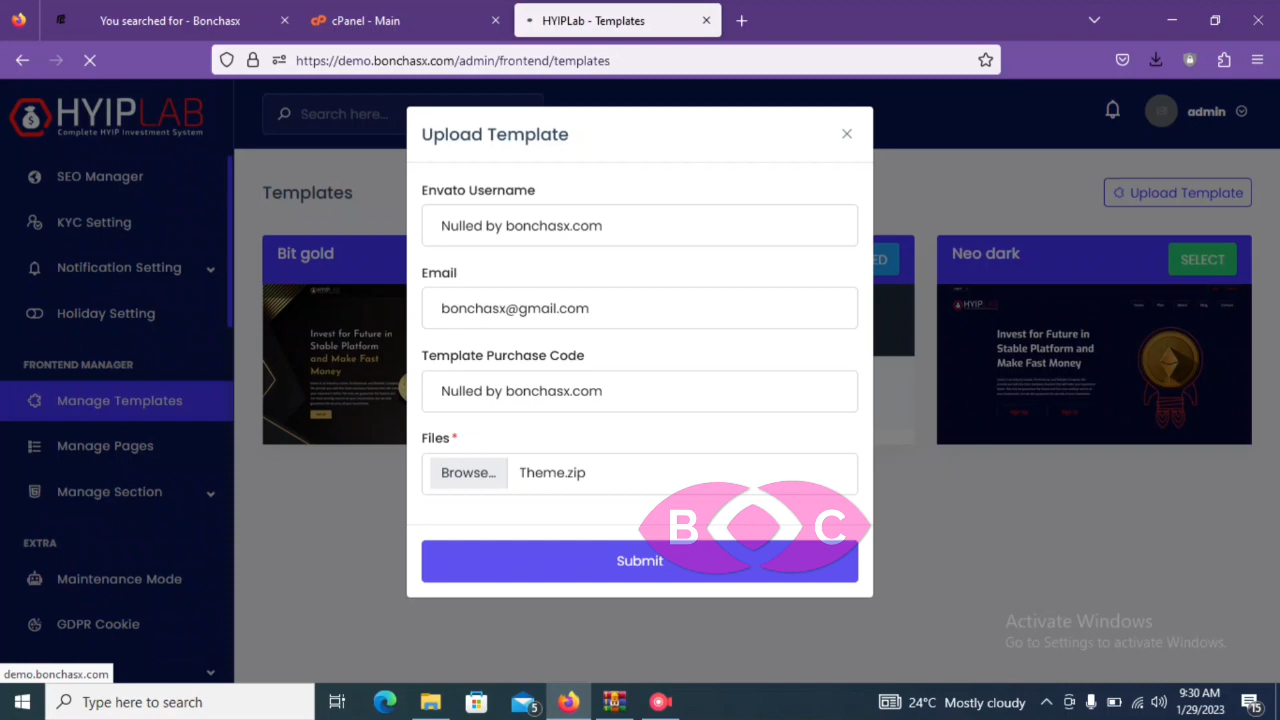 You searched for - Bonchasx
cPanel - Main
HYIPLab - Templates
https://demo.bonchasx.com/admin/frontend/templates
HYIPLAB
Complete HYIP Investment System
Search here...
admin
SEO Manager
KYC Setting
Notification Setting
Holiday Setting
FRONTEND MANAGER
Manage Templates
Manage Pages
Manage Section
EXTRA
Maintenance Mode
GDPR Cookie
demo.bonchasx.com
Templates
Upload Template
Bit gold
Invest for Future in
Stable Platform
and Make Fast
Money
ED
Neo dark
SELECT
HYIPLAB
Invest for Future in
Stable Platform and
Make Fast Money
Upload Template
Envato Username
Nulled by bonchasx.com
Email
bonchasx@gmail.com
Template Purchase Code
Nulled by bonchasx.com
Files *
Browse... Theme.zip
B C
Submit
Activate Windows
Go to Settings to activate Windows.
Type here to search
5
24°C Mostly cloudy
9:30 AM
1/29/2023
15